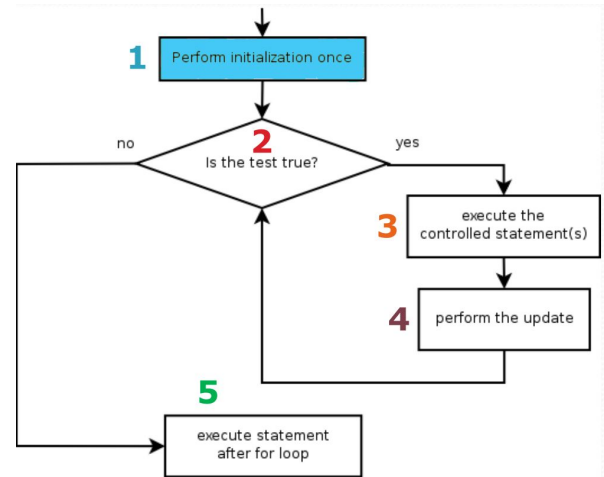 1
Perform initialization once
2
no
yes
Is the test true?
3
execute the
controlled statement(s)
4
perform the update
5
execute statement
after for loop